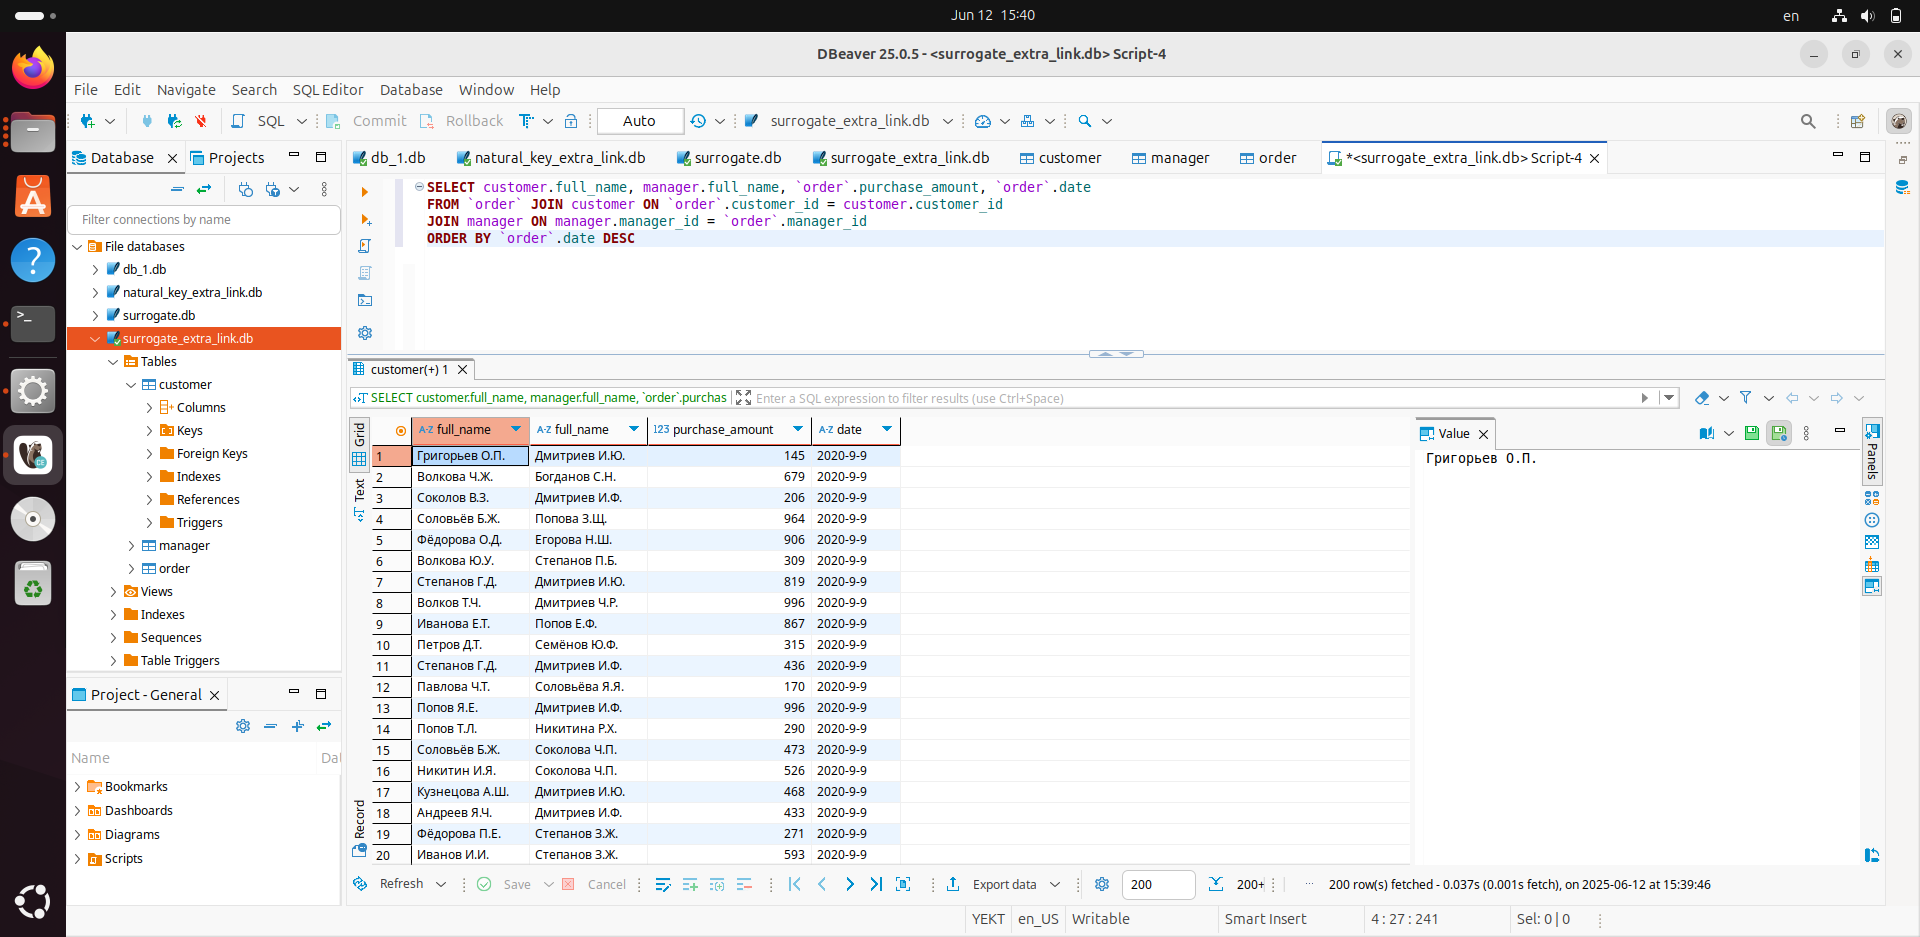 Jun 12 15:40
en
DBeaver 25.0.5 - <surrogate_extra_link.db> Script-4
File Edit Navigate Search SQL Editor Database Window Help
SQL Commit Rollback Auto surrogate_extra_link.db
Database Projects
db_1.db natural_key_extra_link.db surrogate.db surrogate_extra_link.db customer manager order *<surrogate_extra_link.db> Script-4
Filter connections by name
File databases
db_1.db
natural_key_extra_link.db
surrogate.db
surrogate_extra_link.db
Tables
customer
Columns
Keys
Foreign Keys
Indexes
References
Triggers
manager
order
Views
Indexes
Sequences
Table Triggers
Project - General
Name Dat
Bookmarks
Dashboards
Diagrams
Scripts
SELECT customer.full_name, manager.full_name, `order`.purchase_amount, `order`.date
FROM `order` JOIN customer ON `order`.customer_id = customer.customer_id
JOIN manager ON manager.manager_id = `order`.manager_id
ORDER BY `order`.date DESC
customer(+) 1
SELECT customer.full_name, manager.full_name, `order`.purchas Enter a SQL expression to filter results (use Ctrl+Space)
Grid
Text
Record
A-Z full_name A-Z full_name 123 purchase_amount A-Z date
1 Григорьев О.П. Дмитриев И.Ю. 145 2020-9-9
2 Волкова Ч.Ж. Богданов С.Н. 679 2020-9-9
3 Соколов В.З. Дмитриев И.Ф. 206 2020-9-9
4 Соловьёв Б.Ж. Попова З.Щ. 964 2020-9-9
5 Фёдорова О.Д. Егорова Н.Ш. 906 2020-9-9
6 Волкова Ю.У. Степанов П.Б. 309 2020-9-9
7 Степанов Г.Д. Дмитриев И.Ю. 819 2020-9-9
8 Волков Т.Ч. Дмитриев Ч.Р. 996 2020-9-9
9 Иванова Е.Т. Попов Е.Ф. 867 2020-9-9
10 Петров Д.Т. Семёнов Ю.Ф. 315 2020-9-9
11 Степанов Г.Д. Дмитриев И.Ф. 436 2020-9-9
12 Павлова Ч.Т. Соловьёва Я.Я. 170 2020-9-9
13 Попов Я.Е. Дмитриев И.Ф. 996 2020-9-9
14 Попов Т.Л. Никитина Р.Х. 290 2020-9-9
15 Соловьёв Б.Ж. Соколова Ч.П. 473 2020-9-9
16 Никитин И.Я. Соколова Ч.П. 526 2020-9-9
17 Кузнецова А.Ш. Дмитриев И.Ю. 468 2020-9-9
18 Андреев Я.Ч. Дмитриев И.Ф. 433 2020-9-9
19 Фёдорова П.Е. Степанов З.Ж. 271 2020-9-9
20 Иванов И.И. Степанов З.Ж. 593 2020-9-9
Value
Григорьев О.П.
Panels
Refresh Save Cancel Export data 200 200+ 200 row(s) fetched - 0.037s (0.001s fetch), on 2025-06-12 at 15:39:46
YEKT en_US Writable Smart Insert 4 : 27 : 241 Sel: 0 | 0